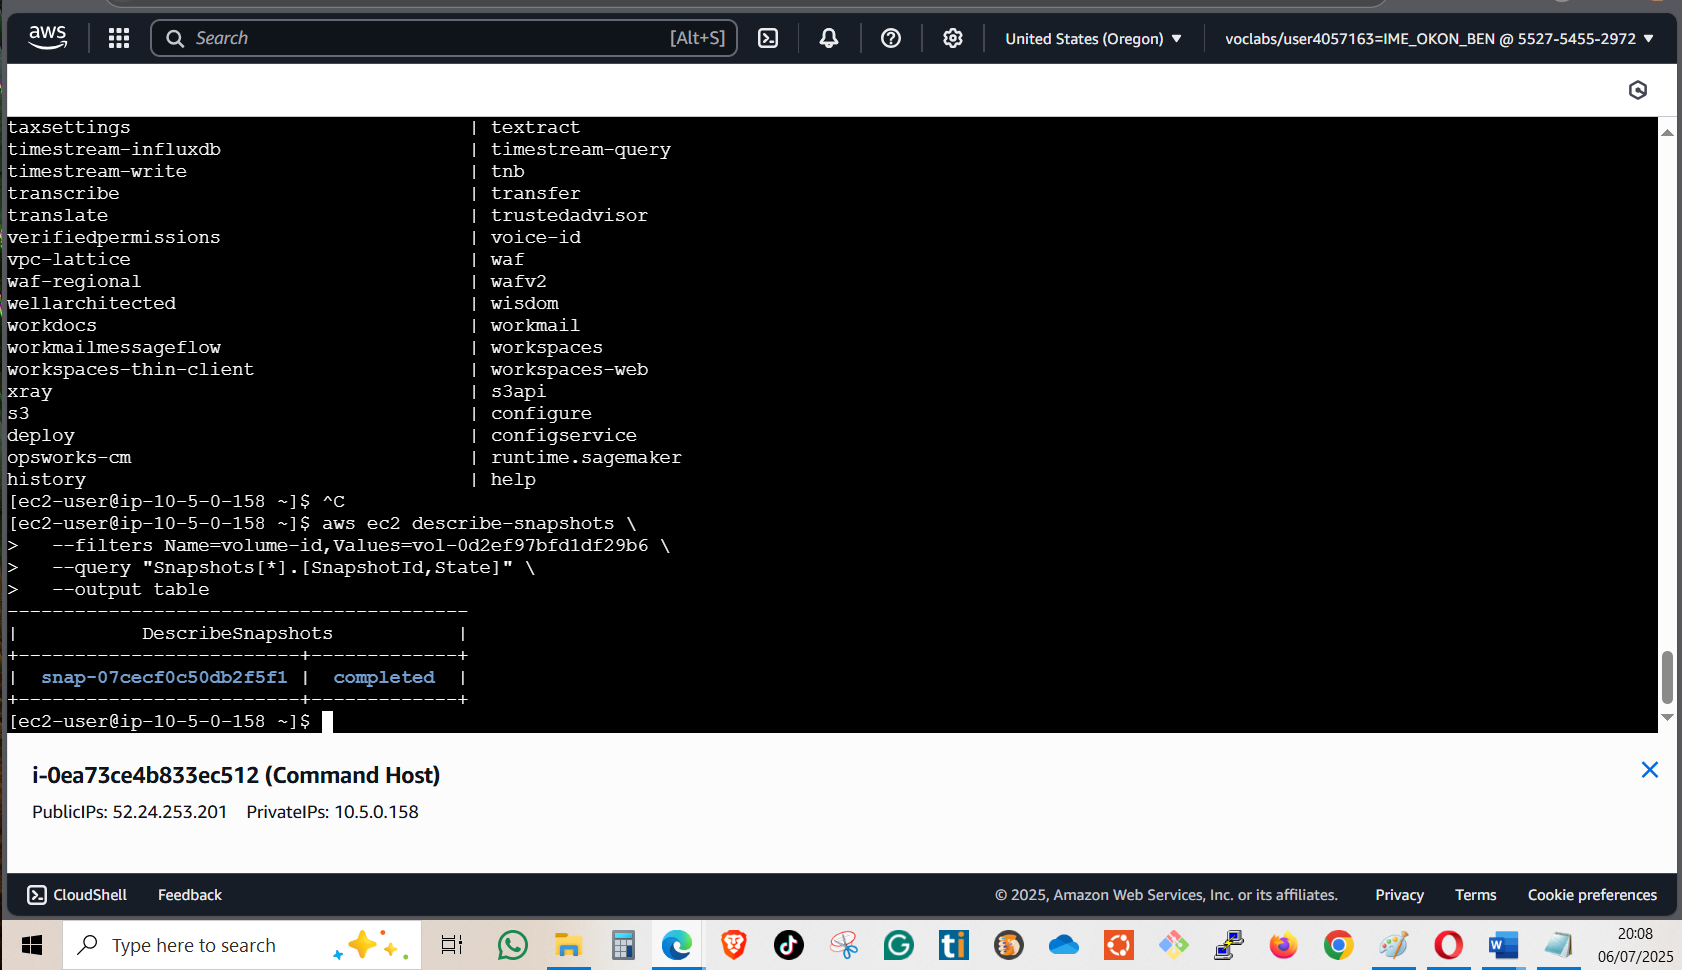 aws
Search [Alt+S]
United States (Oregon)
voclabs/user4057163=IME_OKON_BEN @ 5527-5455-2972
taxsettings | textract
timestream-influxdb | timestream-query
timestream-write | tnb
transcribe | transfer
translate | trustedadvisor
verifiedpermissions | voice-id
vpc-lattice | waf
waf-regional | wafv2
wellarchitected | wisdom
workdocs | workmail
workmailmessageflow | workspaces
workspaces-thin-client | workspaces-web
xray | s3api
s3 | configure
deploy | configservice
opsworks-cm | runtime.sagemaker
history | help
[ec2-user@ip-10-5-0-158 ~]$ ^C
[ec2-user@ip-10-5-0-158 ~]$ aws ec2 describe-snapshots \
>   --filters Name=volume-id,Values=vol-0d2ef97bfd1df29b6 \
>   --query "Snapshots[*].[SnapshotId,State]" \
>   --output table
-----------------------------------------
|            DescribeSnapshots           |
+--------------------------+-------------+
|  snap-07cecf0c50db2f5f1  |  completed  |
+--------------------------+-------------+
[ec2-user@ip-10-5-0-158 ~]$
i-0ea73ce4b833ec512 (Command Host)
PublicIPs: 52.24.253.201 PrivateIPs: 10.5.0.158
CloudShell Feedback © 2025, Amazon Web Services, Inc. or its affiliates. Privacy Terms Cookie preferences
Type here to search
20:08
06/07/2025